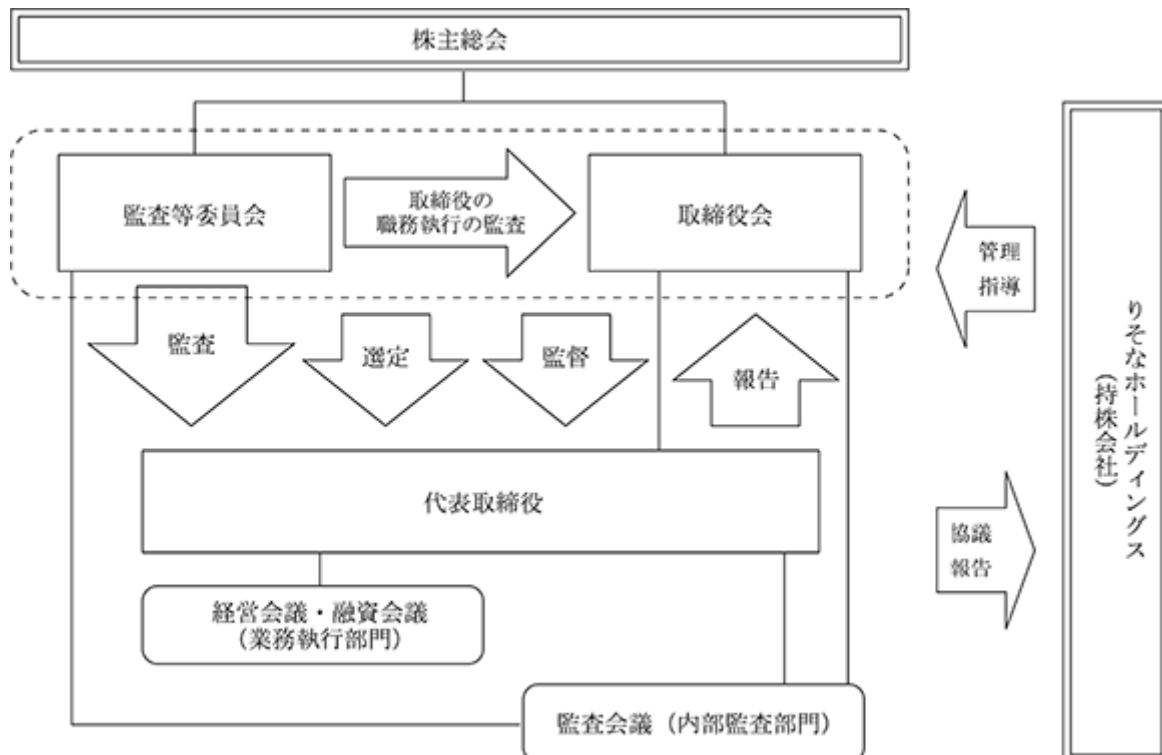 株主総会
監査等委員会
取締役の
職務執行の監査
取締役会
管理
指導
監査
選定
監督
報告
りそなホールディングス
（持株会社）
代表取締役
協議
報告
経営会議・融資会議
（業務執行部門）
監査会議（内部監査部門）